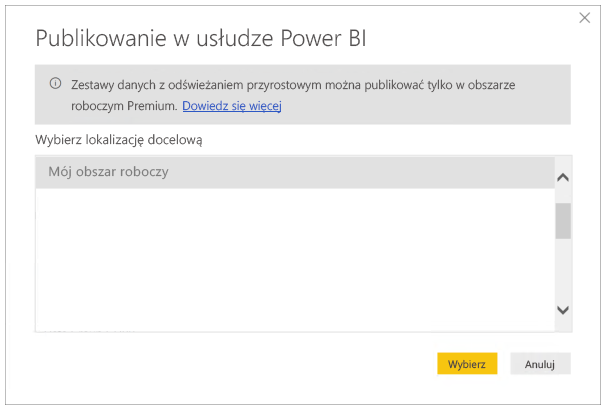 Publikowanie w usłudze Power BI
Zestawy danych z odświeżaniem przyrostowym można publikować tylko w obszarze
roboczym Premium. Dowiedz się więcej
Wybierz lokalizację docelową
Mój obszar roboczy
Wybierz
Anuluj